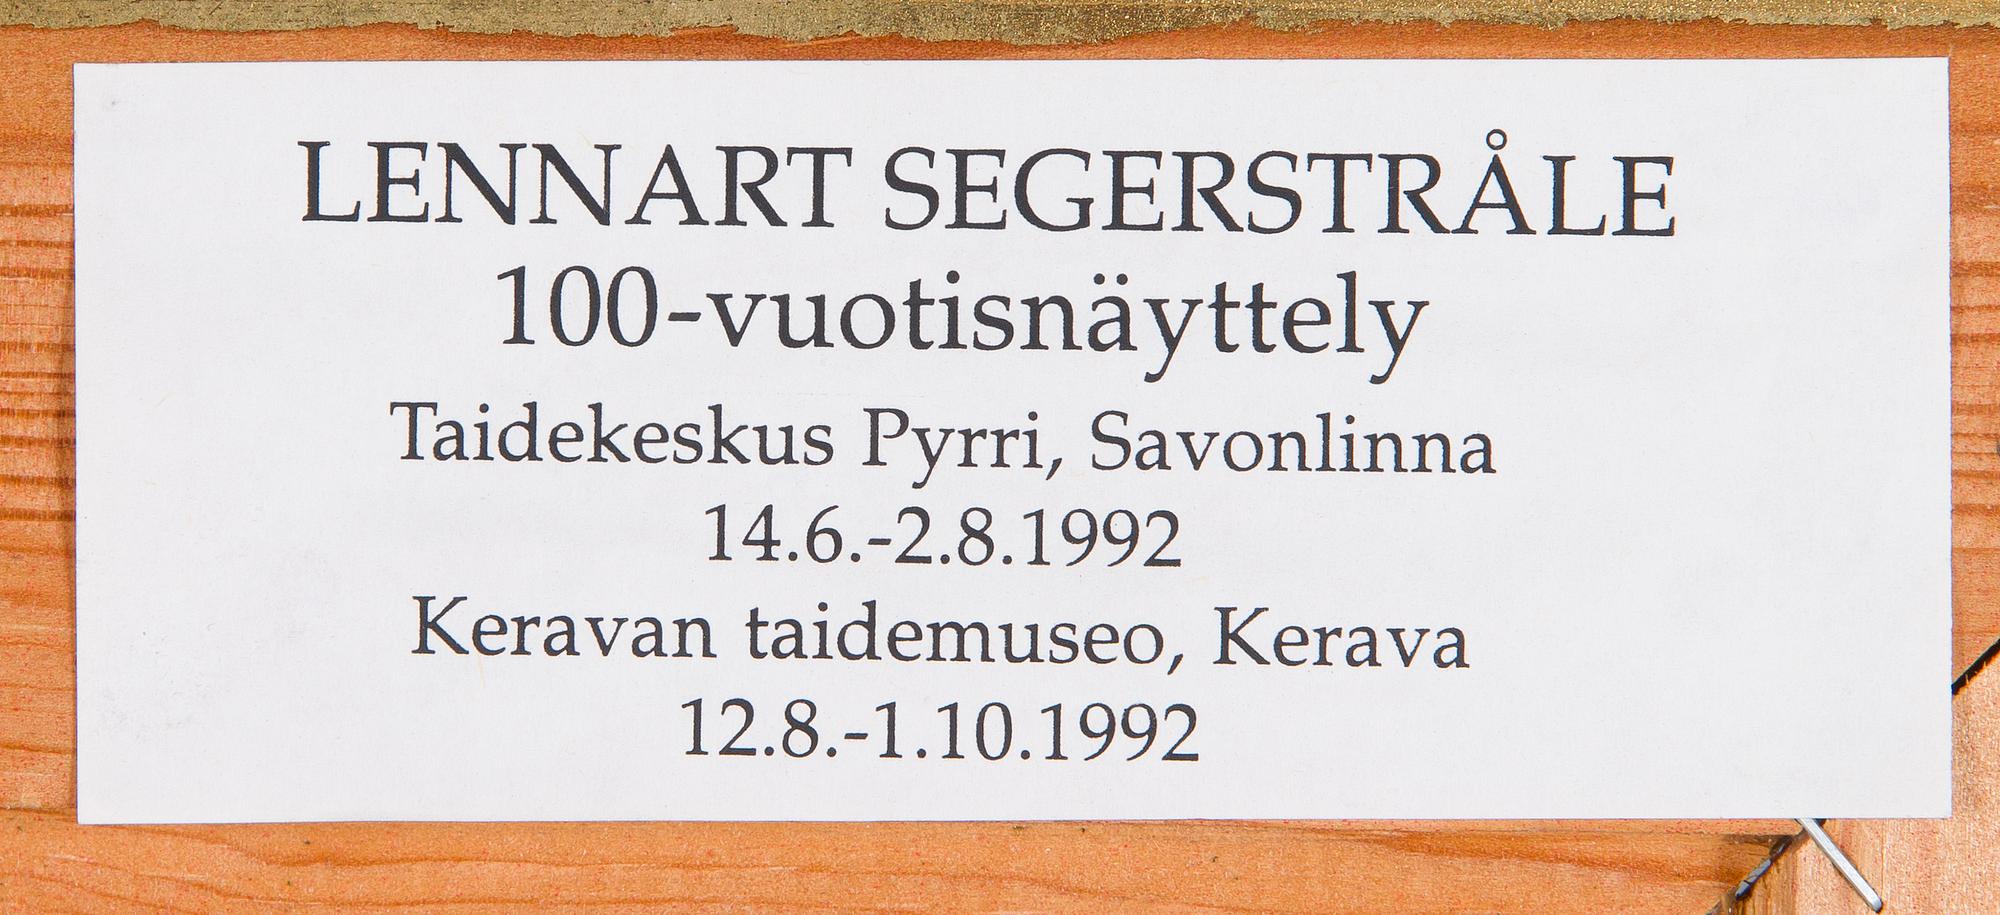 LENNART SEGERSTRÅLE
100-vuotisnäyttely
Taidekeskus Pyrri, Savonlinna
14.6.-2.8.1992
Keravan taidemuseo, Kerava
12.8.-1.10.1992